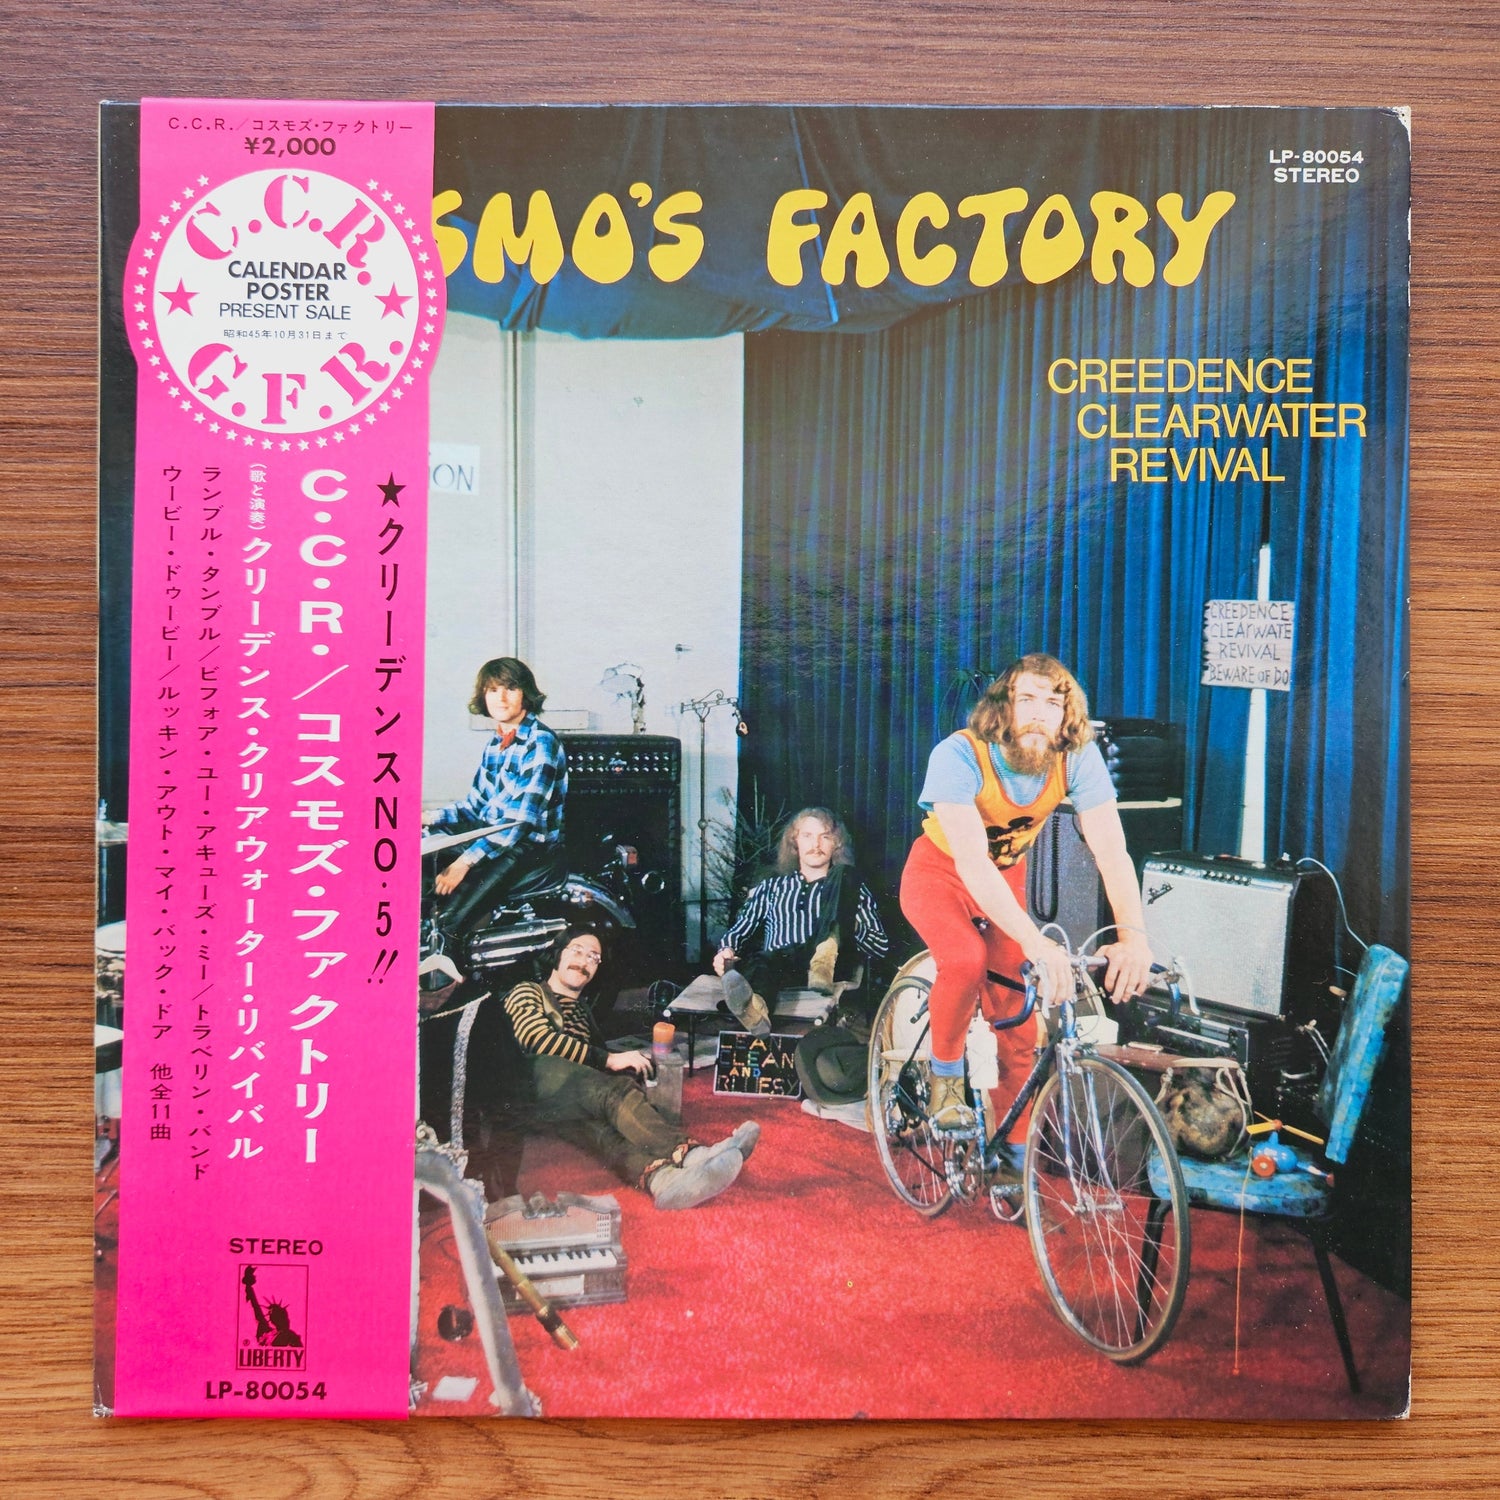 C.C.R./コスモズ・ファクトリー
¥2,000
C.C.R.
CALENDAR
POSTER
PRESENT SALE
昭和45年10月31日まで
G.F.R.
★クリーデンスNO.5!!
C.C.R./コスモズ・ファクトリー
(歌と演奏)クリーデンス・クリアウォーター・リバイバル
ランブル・タンブル/ビフォア・ユー・アキューズ・ミー/トラベリン・バンド
ウービー・ドゥービー/ルッキン・アウト・マイ・バック・ドア 他全11曲
STEREO
® LIBERTY
LP-80054
LP-80054
STEREO
SMO'S FACTORY
CREEDENCE
CLEARWATER
REVIVAL
ION
CREEDENCE
CLEARWATE
REVIVAL
BEWARE OF DO
LEAN
CLEAN
AND
BLUESY